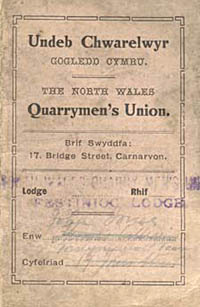 Undeb Chwarelwyr
GOGLEDD CYMRU.
THE NORTH WALES
Quarrymen's Union.
Brif Swyddfa:
17, Bridge Street, Carnarvon.
Lodge Rhif
FESTINIOG LODGE
Enw
Cyfeiriad